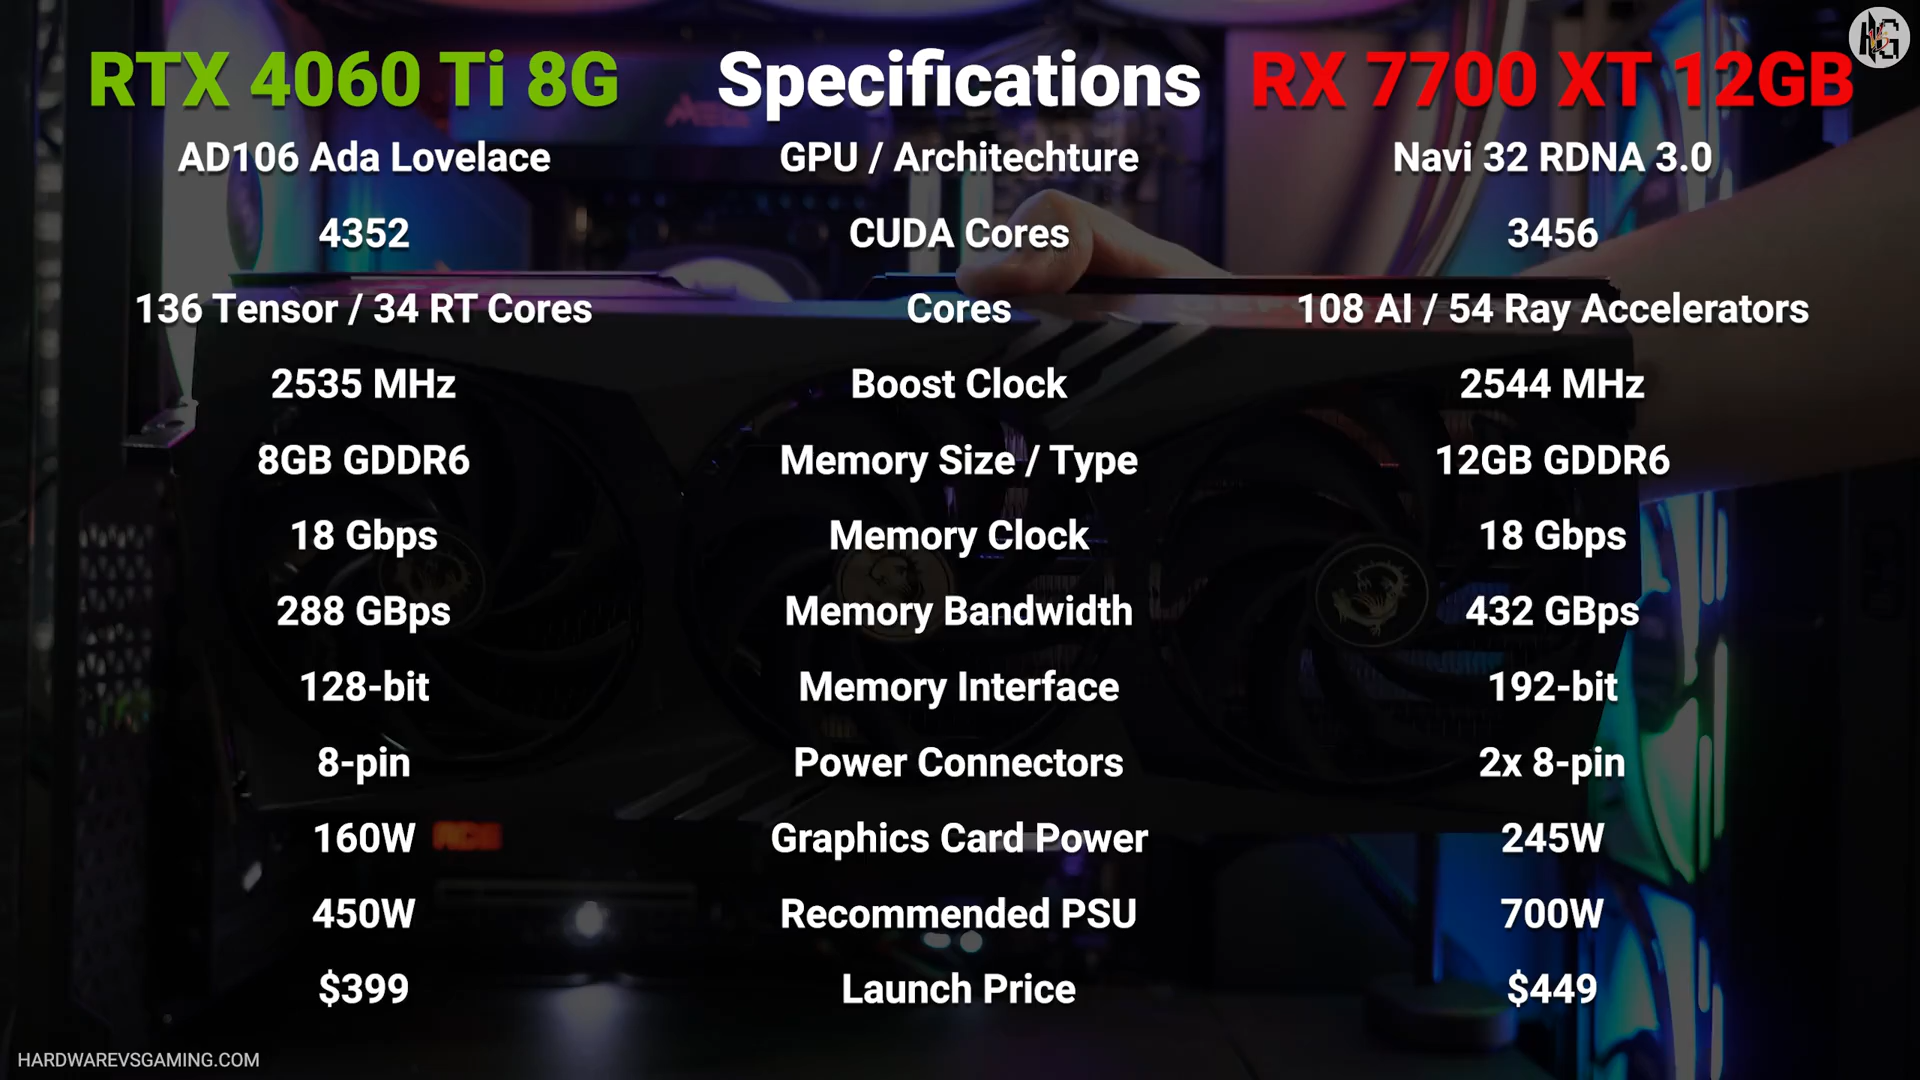 RTX 4060 Ti 8G Specifications RX 7700 XT 12GB
AD106 Ada Lovelace GPU / Architechture Navi 32 RDNA 3.0
4352 CUDA Cores 3456
136 Tensor / 34 RT Cores Cores 108 AI / 54 Ray Accelerators
2535 MHz Boost Clock 2544 MHz
8GB GDDR6 Memory Size / Type 12GB GDDR6
18 Gbps Memory Clock 18 Gbps
288 GBps Memory Bandwidth 432 GBps
128-bit Memory Interface 192-bit
8-pin Power Connectors 2x 8-pin
160W Graphics Card Power 245W
450W Recommended PSU 700W
$399 Launch Price $449
HARDWAREVSGAMING.COM